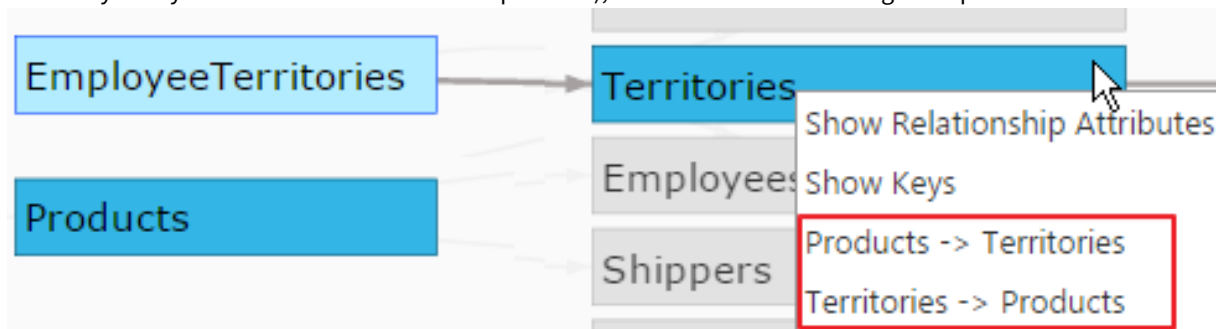 EmployeeTerritories
Territories
Show Relationship Attributes
Employees
Show Keys
Products
Products -> Territories
Shippers
Territories -> Products